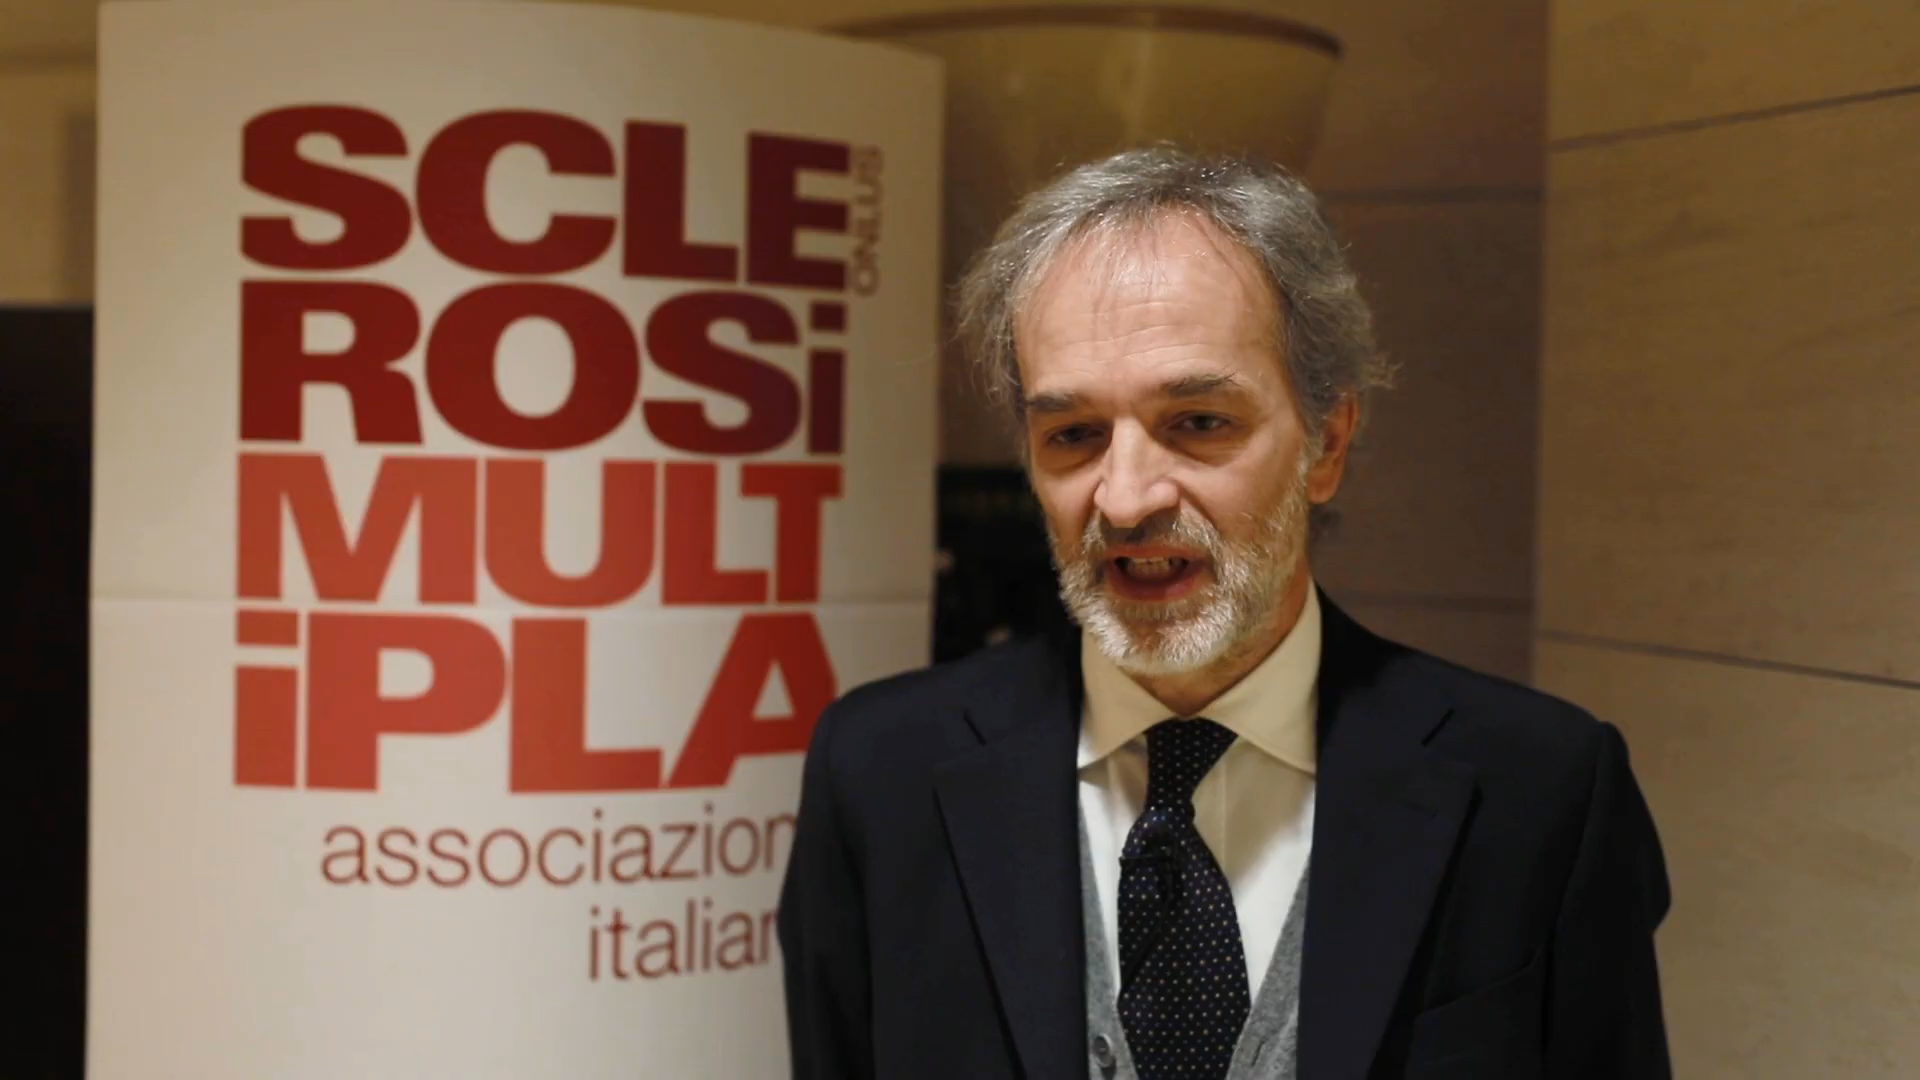 SCLE
ONLUS
ROSi
MULT
iPLA
associazion
italian